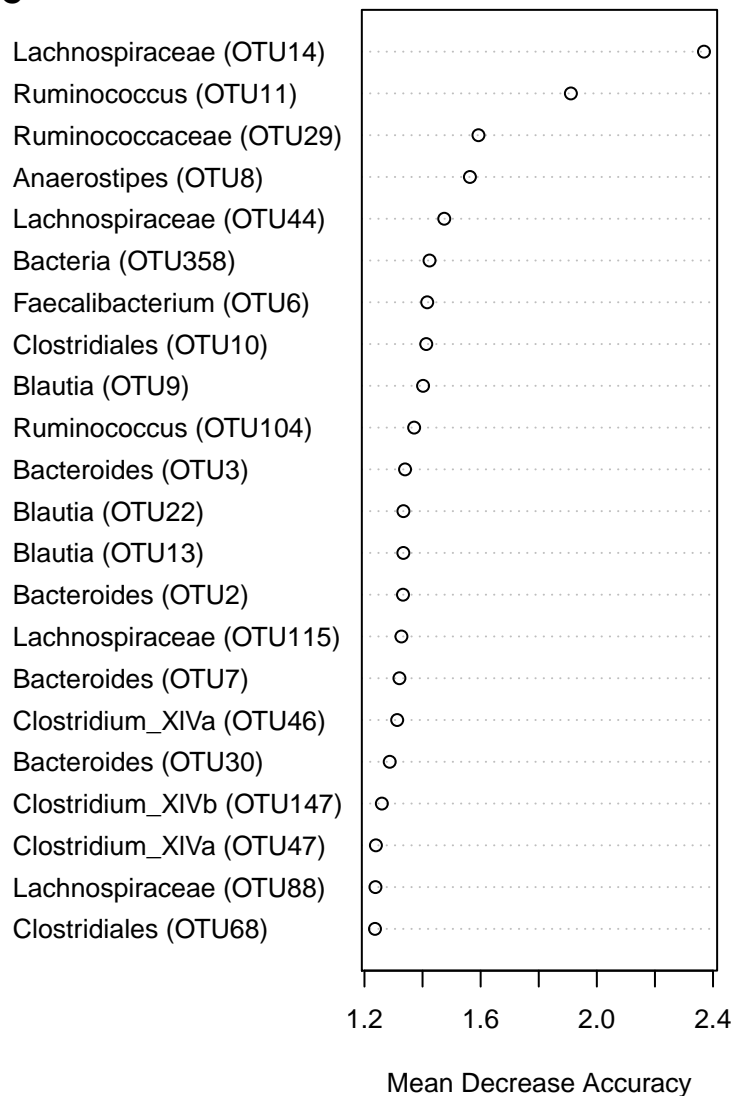 Lachnospiraceae (OTU14)
Ruminococcus (OTU11)
Ruminococcaceae (OTU29)
Anaerostipes (OTU8)
Lachnospiraceae (OTU44)
Bacteria (OTU358)
Faecalibacterium (OTU6)
Clostridiales (OTU10)
Blautia (OTU9)
Ruminococcus (OTU104)
Bacteroides (OTU3)
Blautia (OTU22)
Blautia (OTU13)
Bacteroides (OTU2)
Lachnospiraceae (OTU115)
Bacteroides (OTU7)
Clostridium_XlVa (OTU46)
Bacteroides (OTU30)
Clostridium_XlVb (OTU147)
Clostridium_XlVa (OTU47)
Lachnospiraceae (OTU88)
Clostridiales (OTU68)
1.2 1.6 2.0 2.4
Mean Decrease Accuracy